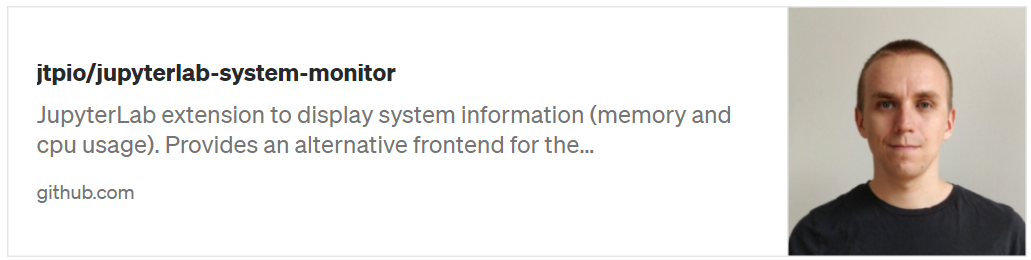 jtpio/jupyterlab-system-monitor
JupyterLab extension to display system information (memory and
cpu usage). Provides an alternative frontend for the...
github.com